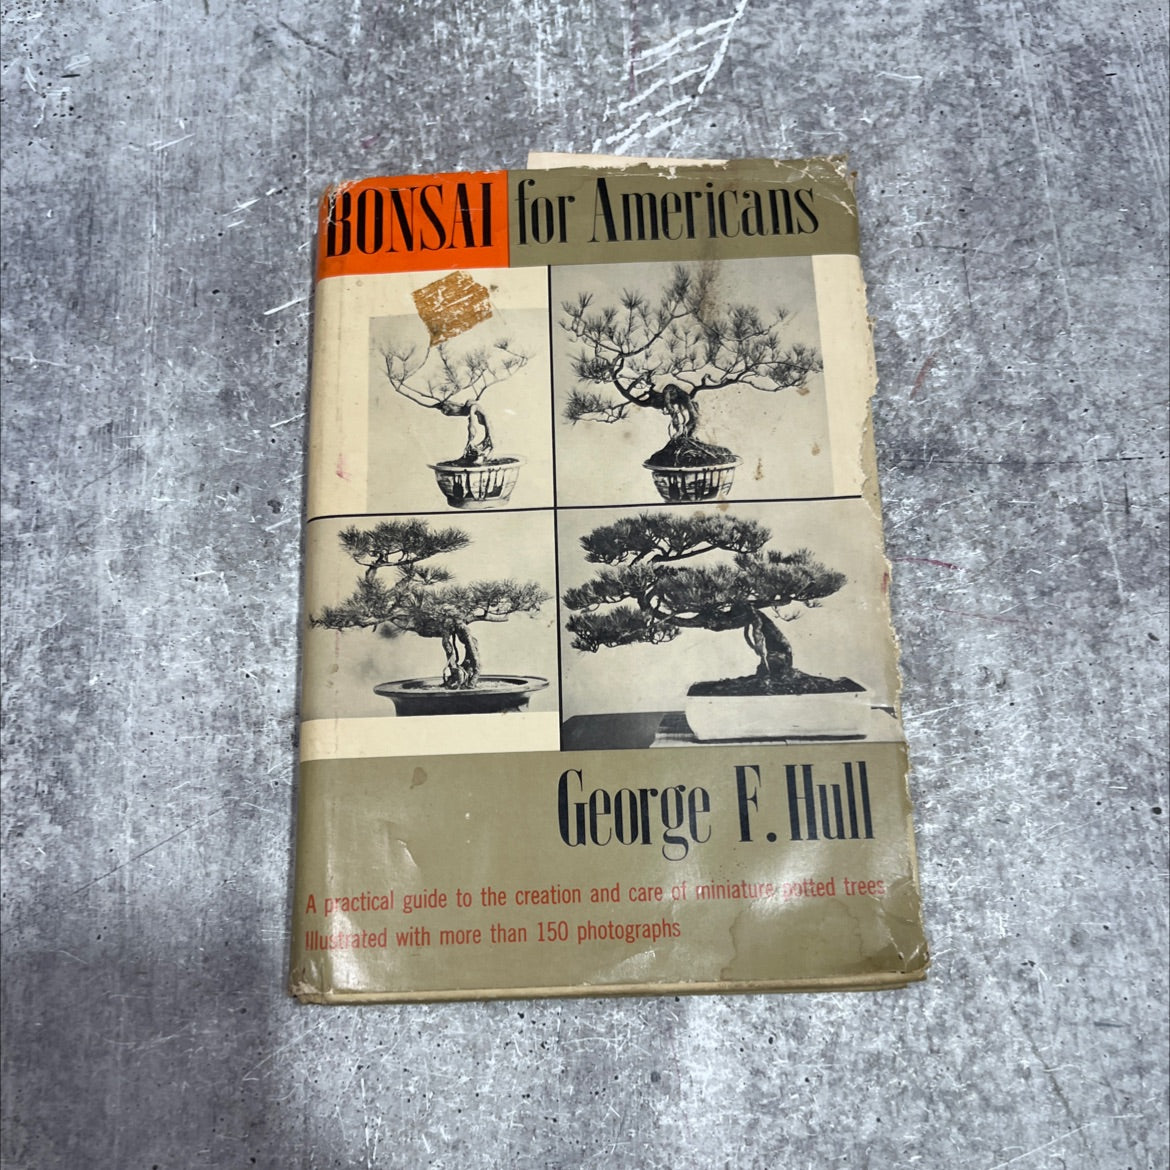 BONSAI for Americans
George F. Hull
A practical guide to the creation and care of miniature potted trees
Illustrated with more than 150 photographs